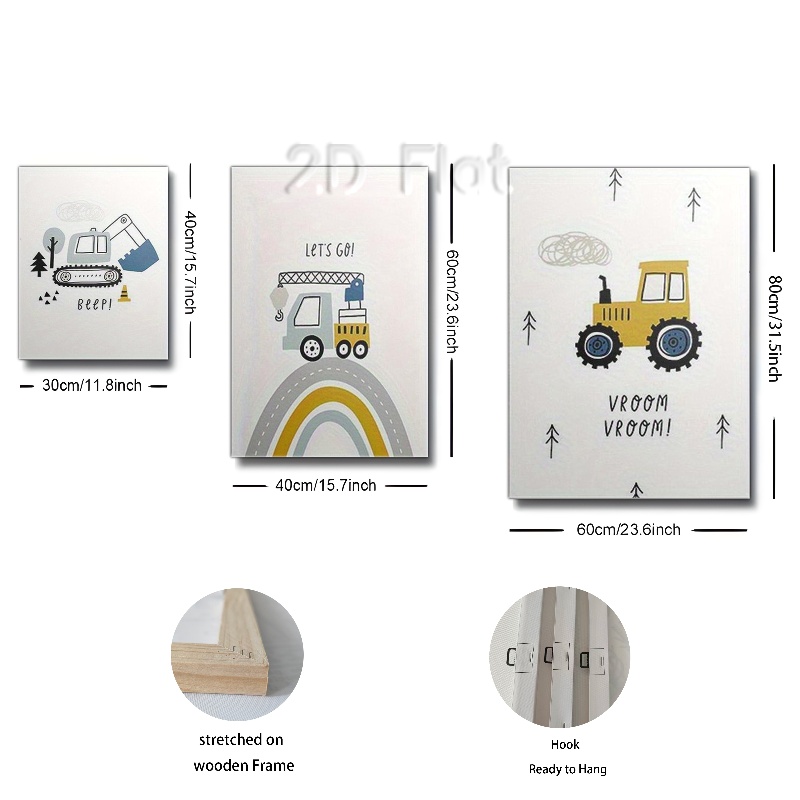 2D Flat
BEEP!
40cm/15.7inch
30cm/11.8inch
LET'S GO!
60cm/23.6inch
40cm/15.7inch
VROOM
VROOM!
80cm/31.5inch
60cm/23.6inch
stretched on
wooden Frame
Hook
Ready to Hang